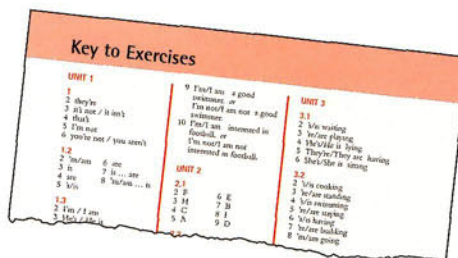 Key to Exercises
UNIT 1
1
2 they're
3 it's not / it isn't
4 that's
5 I'm not
6 you're not / you aren't
1.2
2 'm/am 6 are
3 is 7 is ... are
4 are 8 'm/am ... is
5 's/is
1.3
2 I'm / I am
3 He's / He is
9 I'm/I am a good
swimmer. or
I'm not/I am not a good
swimmer.
10 I'm/I am interested in
football. or
I'm not/I am not
interested in football.
UNIT 2
2.1
2 F 6 E
3 H 7 B
4 C 8 I
5 A 9 D
UNIT 3
3.1
2 's/is waiting
3 're/are playing
4 He's/He is lying
5 They're/They are having
6 She's/She is sitting
3.2
2 's/is cooking
3 're/are standing
4 's/is swimming
5 're/are staying
6 's/is having
7 're/are building
8 'm/am going